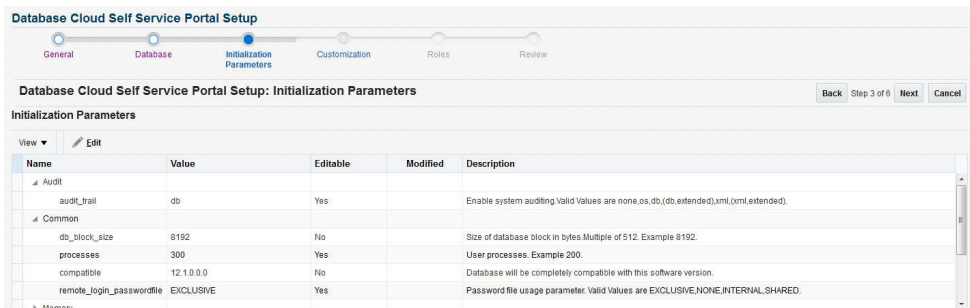 Database Cloud Self Service Portal Setup
General Database Initialization Parameters Customization Roles Review
Database Cloud Self Service Portal Setup: Initialization Parameters Back Step 3 of 6 Next Cancel
Initialization Parameters
View Edit
Name Value Editable Modified Description
Audit
audit_trail db Yes Enable system auditing.Valid Values are none,os,db,(db,extended),xml,(xml,extended).
Common
db_block_size 8192 No Size of database block in bytes.Multiple of 512. Example 8192.
processes 300 Yes User processes. Example 200.
compatible 12.1.0.0.0 No Database will be completely compatible with this software version.
remote_login_passwordfile EXCLUSIVE Yes Password file usage parameter. Valid Values are EXCLUSIVE,NONE,INTERNAL,SHARED.
Memory